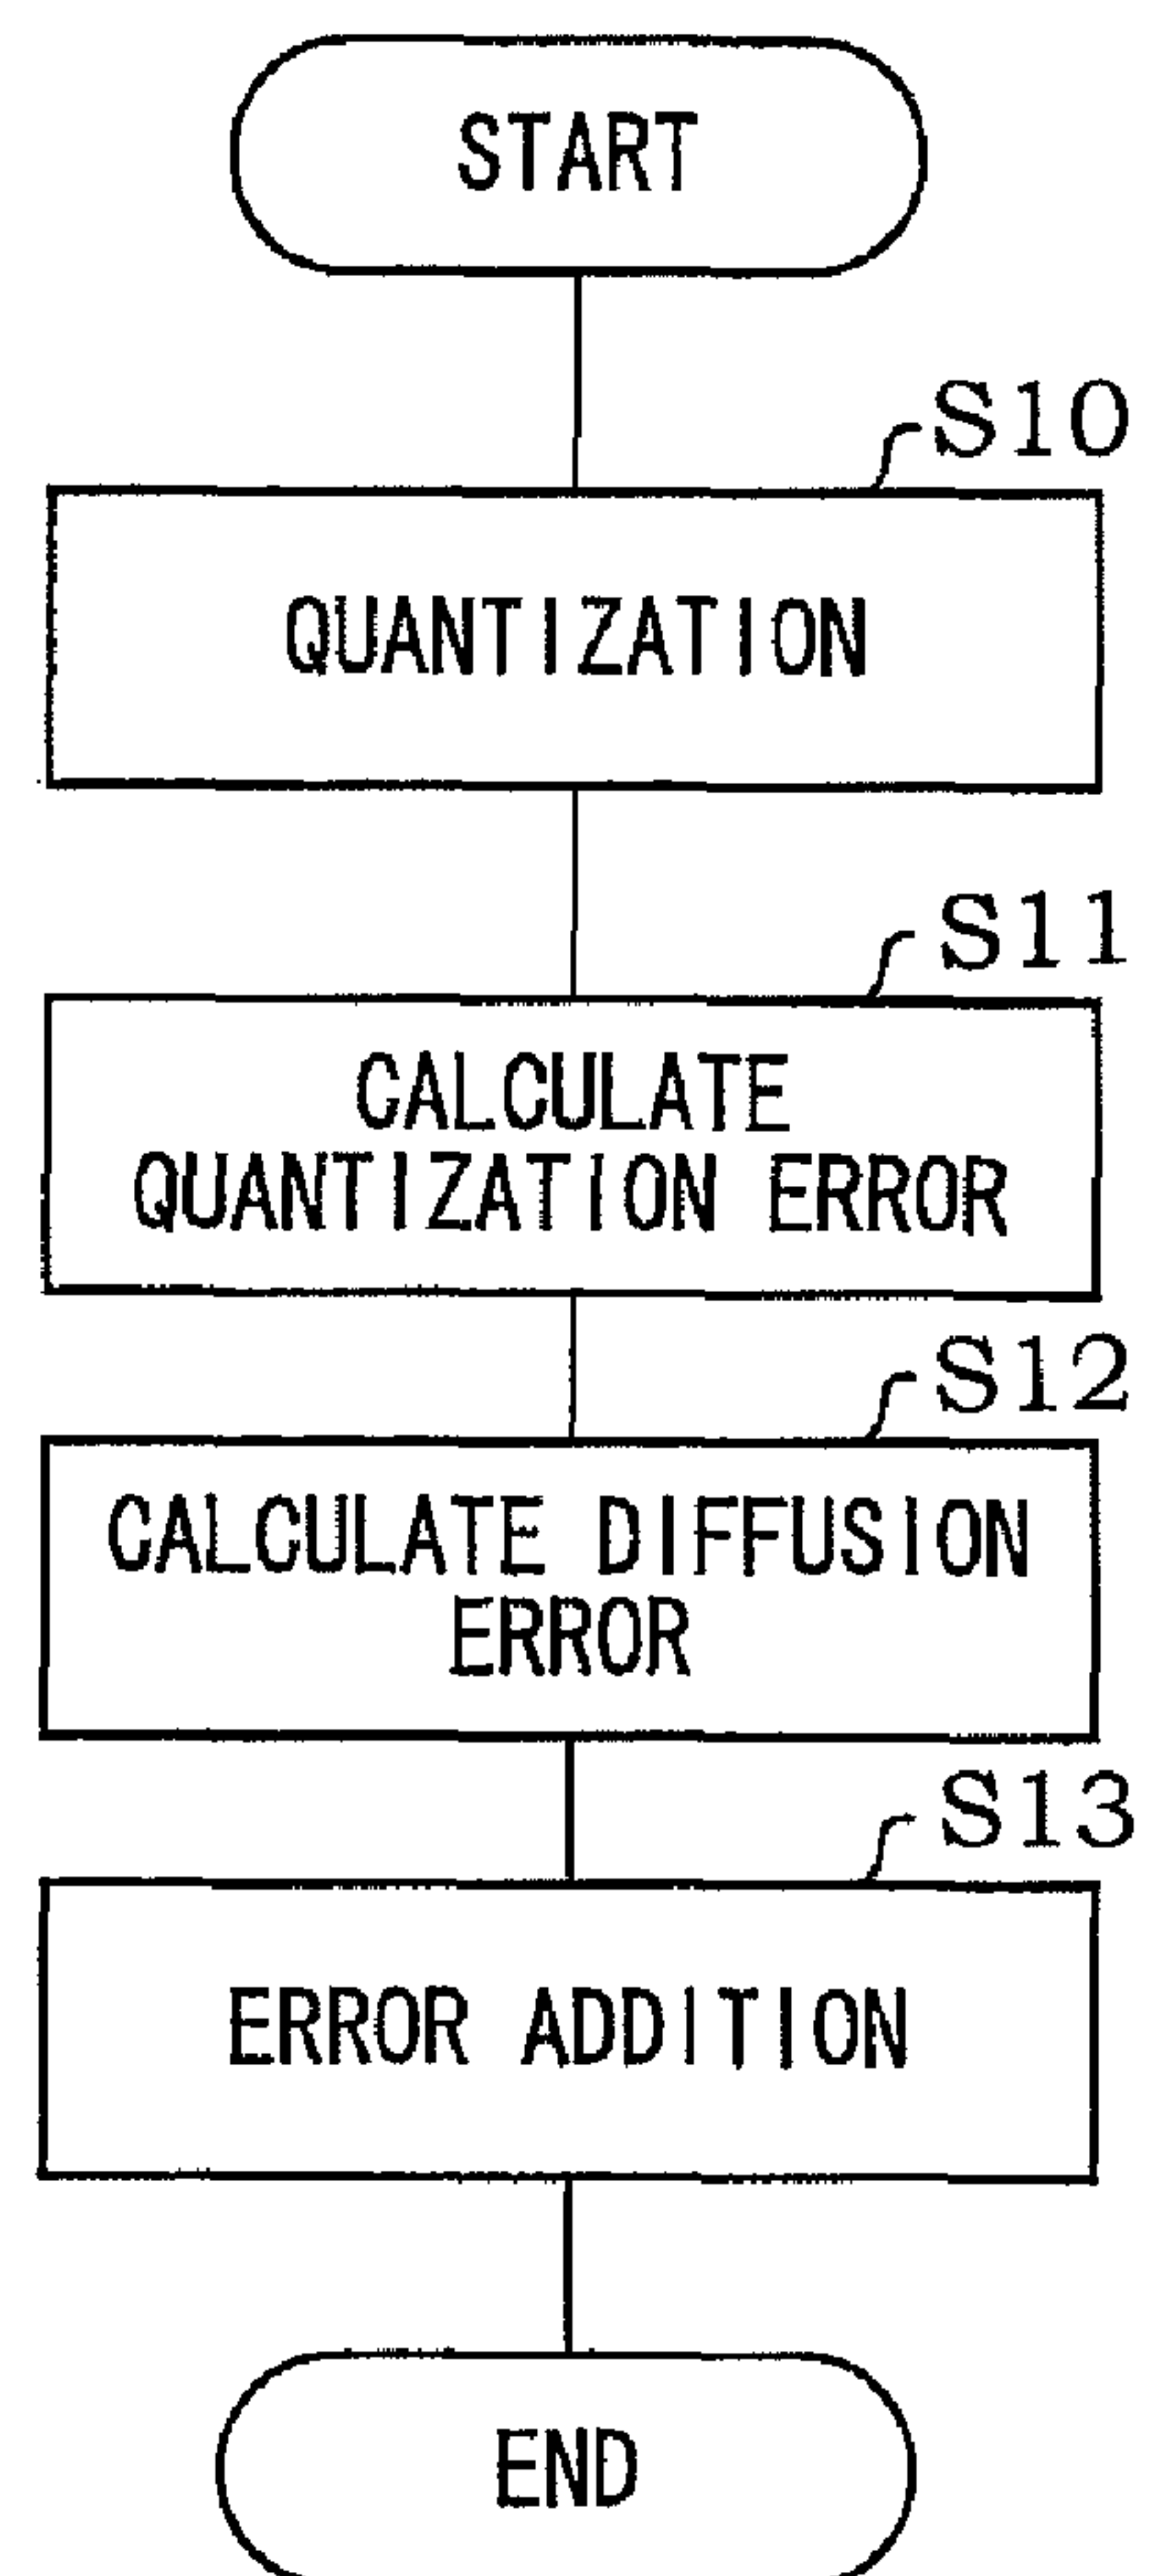 START
S10
QUANTIZATION
S11
CALCULATE
QUANTIZATION ERROR
S12
CALCULATE DIFFUSION
ERROR
S13
ERROR ADDITION
END